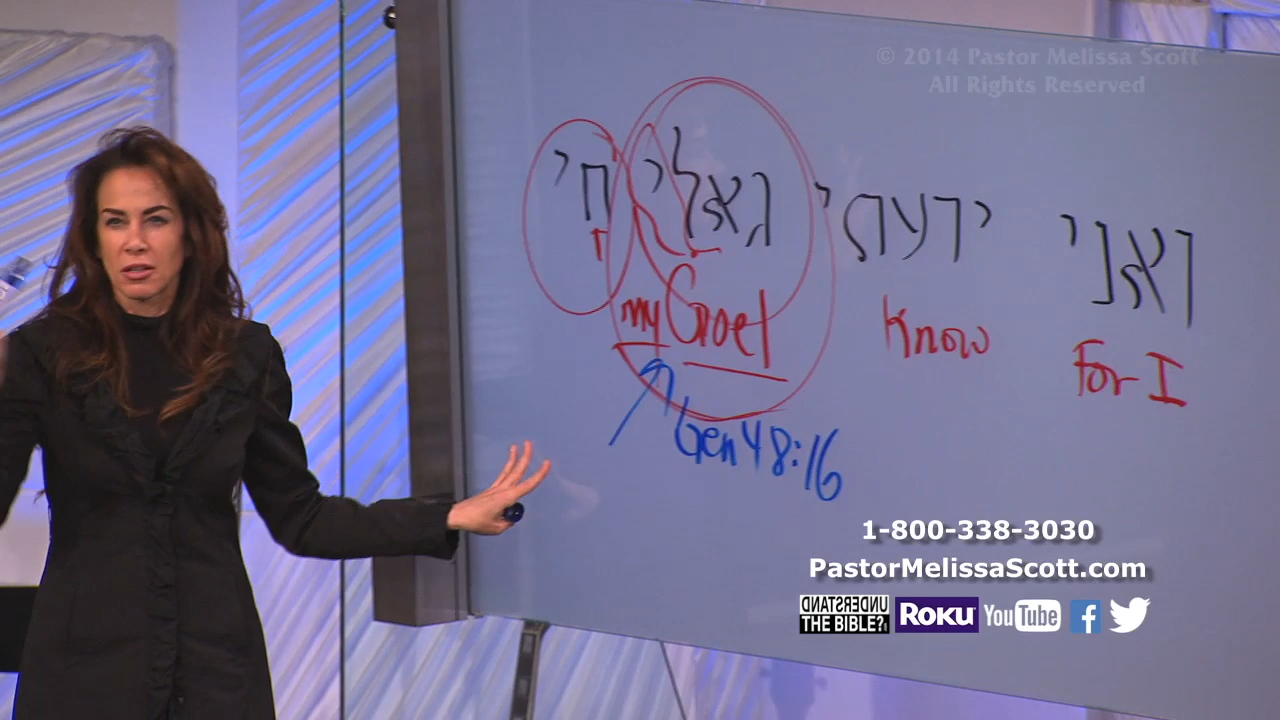 © 2014 Pastor Melissa Scott
All Rights Reserved
ואני ידעתי גאלי חי
For I
Know
my Goel
Gen 48:16
1-800-338-3030
PastorMelissaScott.com
UNDERSTAND
THE BIBLE?!
ROKU
YouTube
f